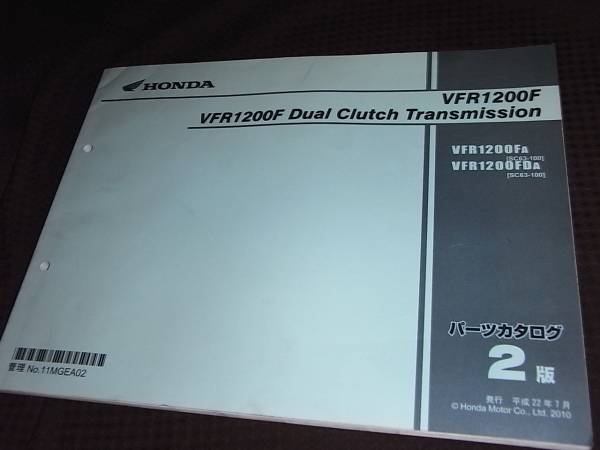 HONDA
VFR1200F
VFR1200F Dual Clutch Transmission
VFR1200FA
[SC63-100]
VFR1200FDA
[SC63-100]
パーツカタログ
2版
発行 平成22年7月
© Honda Motor Co., Ltd. 2010
管理 No.11MGEA02